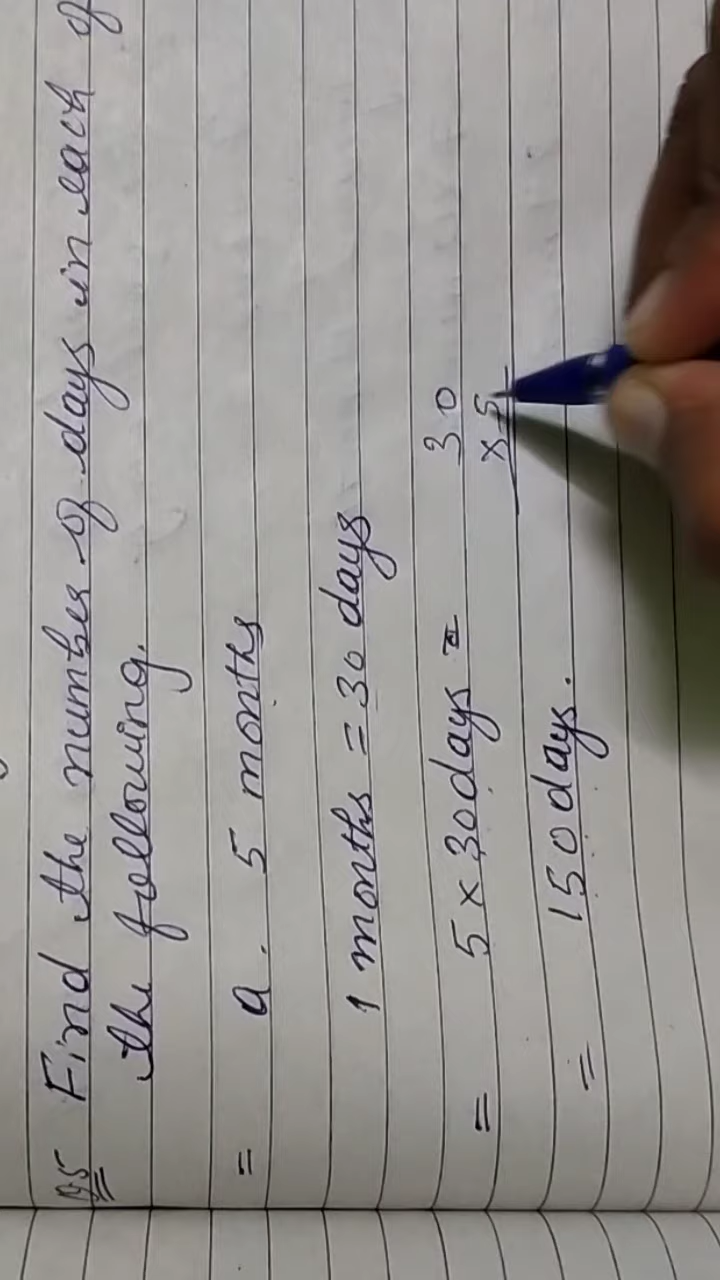 Q5 Find the number of days in each of
the following.
= a. 5 months
1 months = 30 days
= 5 x 30 days = 30
x 5
= 150 days.